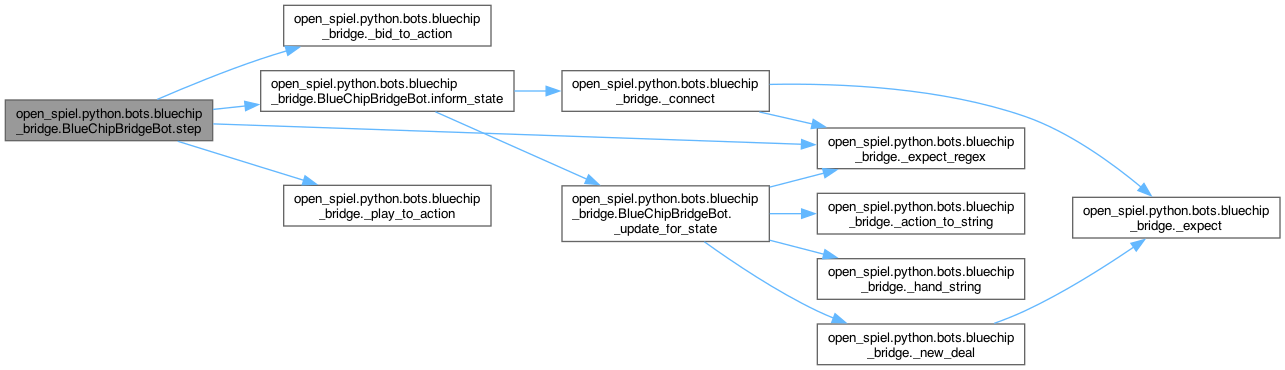 open_spiel.python.bots.bluechip
_bridge._bid_to_action
open_spiel.python.bots.bluechip
_bridge.BlueChipBridgeBot.inform_state
open_spiel.python.bots.bluechip
_bridge._connect
open_spiel.python.bots.bluechip
_bridge.BlueChipBridgeBot.step
open_spiel.python.bots.bluechip
_bridge._expect_regex
open_spiel.python.bots.bluechip
_bridge._play_to_action
open_spiel.python.bots.bluechip
_bridge.BlueChipBridgeBot.
_update_for_state
open_spiel.python.bots.bluechip
_bridge._action_to_string
open_spiel.python.bots.bluechip
_bridge._expect
open_spiel.python.bots.bluechip
_bridge._hand_string
open_spiel.python.bots.bluechip
_bridge._new_deal